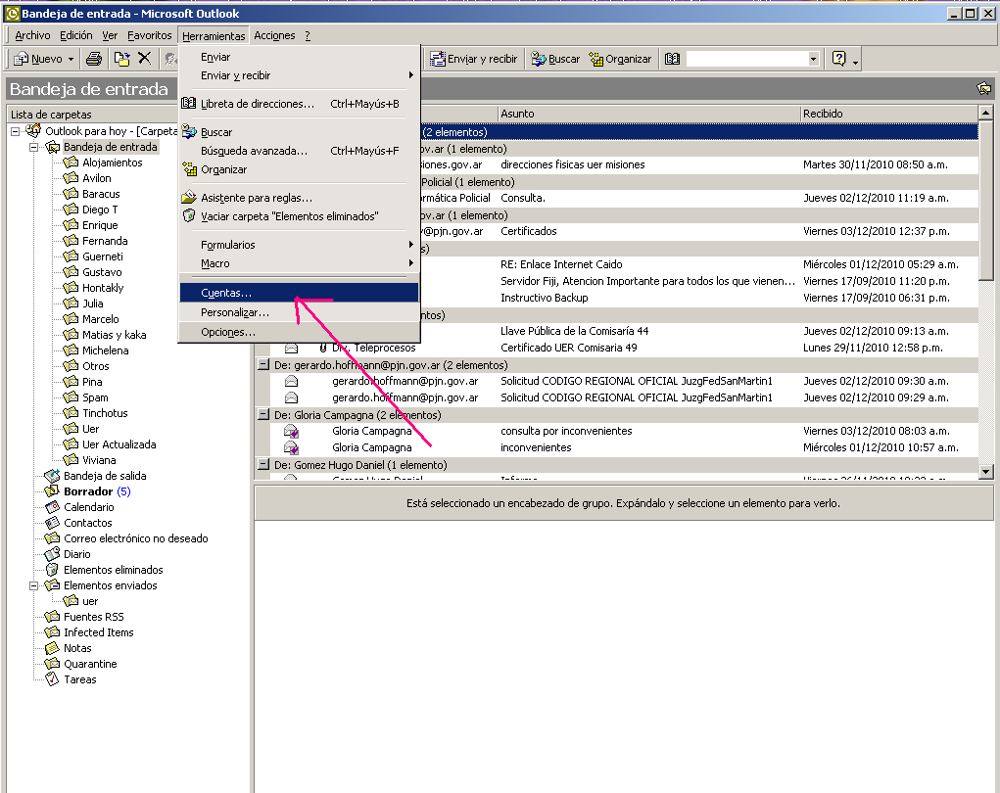 Bandeja de entrada - Microsoft Outlook
Archivo Edición Ver Favoritos Herramientas Acciones ?
Nuevo Enviar y recibir Buscar Organizar
Bandeja de entrada
Enviar
Enviar y recibir
Libreta de direcciones... Ctrl+Mayús+B
Buscar
Búsqueda avanzada... Ctrl+Mayús+F
Organizar
Asistente para reglas...
Vaciar carpeta "Elementos eliminados"
Formularios
Macro
Cuentas...
Personalizar...
Opciones...
Lista de carpetas
Outlook para hoy - [Carpeta
Bandeja de entrada
Alojamientos
Avilon
Baracus
Diego T
Enrique
Fernanda
Guerneti
Gustavo
Hontakly
Julia
Marcelo
Matias y kaka
Michelena
Otros
Pina
Spam
Tinchotus
Uer
Uer Actualizada
Viviana
Bandeja de salida
Borrador (5)
Calendario
Contactos
Correo electrónico no deseado
Diario
Elementos eliminados
Elementos enviados
uer
Fuentes RSS
Infected Items
Notas
Quarantine
Tareas
Asunto Recibido
(2 elementos)
ov.ar (1 elemento)
siones.gov.ar direcciones fisicas uer misiones Martes 30/11/2010 08:50 a.m.
Policial (1 elemento)
rmática Policial Consulta. Jueves 02/12/2010 11:19 a.m.
ov.ar (1 elemento)
y@pjn.gov.ar Certificados Viernes 03/12/2010 12:37 p.m.
s)
RE: Enlace Internet Caido Miércoles 01/12/2010 05:29 a.m.
Servidor Fiji, Atencion Importante para todos los que vienen... Viernes 17/09/2010 11:20 p.m.
Instructivo Backup Viernes 17/09/2010 06:31 p.m.
ntos)
Llave Pública de la Comisaría 44 Jueves 02/12/2010 09:13 a.m.
Div. Teleprocesos Certificado UER Comisaria 49 Lunes 29/11/2010 12:58 p.m.
De: gerardo.hoffmann@pjn.gov.ar (2 elementos)
gerardo.hoffmann@pjn.gov.ar Solicitud CODIGO REGIONAL OFICIAL JuzgFedSanMartin1 Jueves 02/12/2010 09:30 a.m.
gerardo.hoffmann@pjn.gov.ar Solicitud CODIGO REGIONAL OFICIAL JuzgFedSanMartin1 Jueves 02/12/2010 09:29 a.m.
De: Gloria Campagna (2 elementos)
Gloria Campagna consulta por inconvenientes Viernes 03/12/2010 08:03 a.m.
Gloria Campagna inconvenientes Miércoles 01/12/2010 10:57 a.m.
De: Gomez Hugo Daniel (1 elemento)
Está seleccionado un encabezado de grupo. Expándalo y seleccione un elemento para verlo.